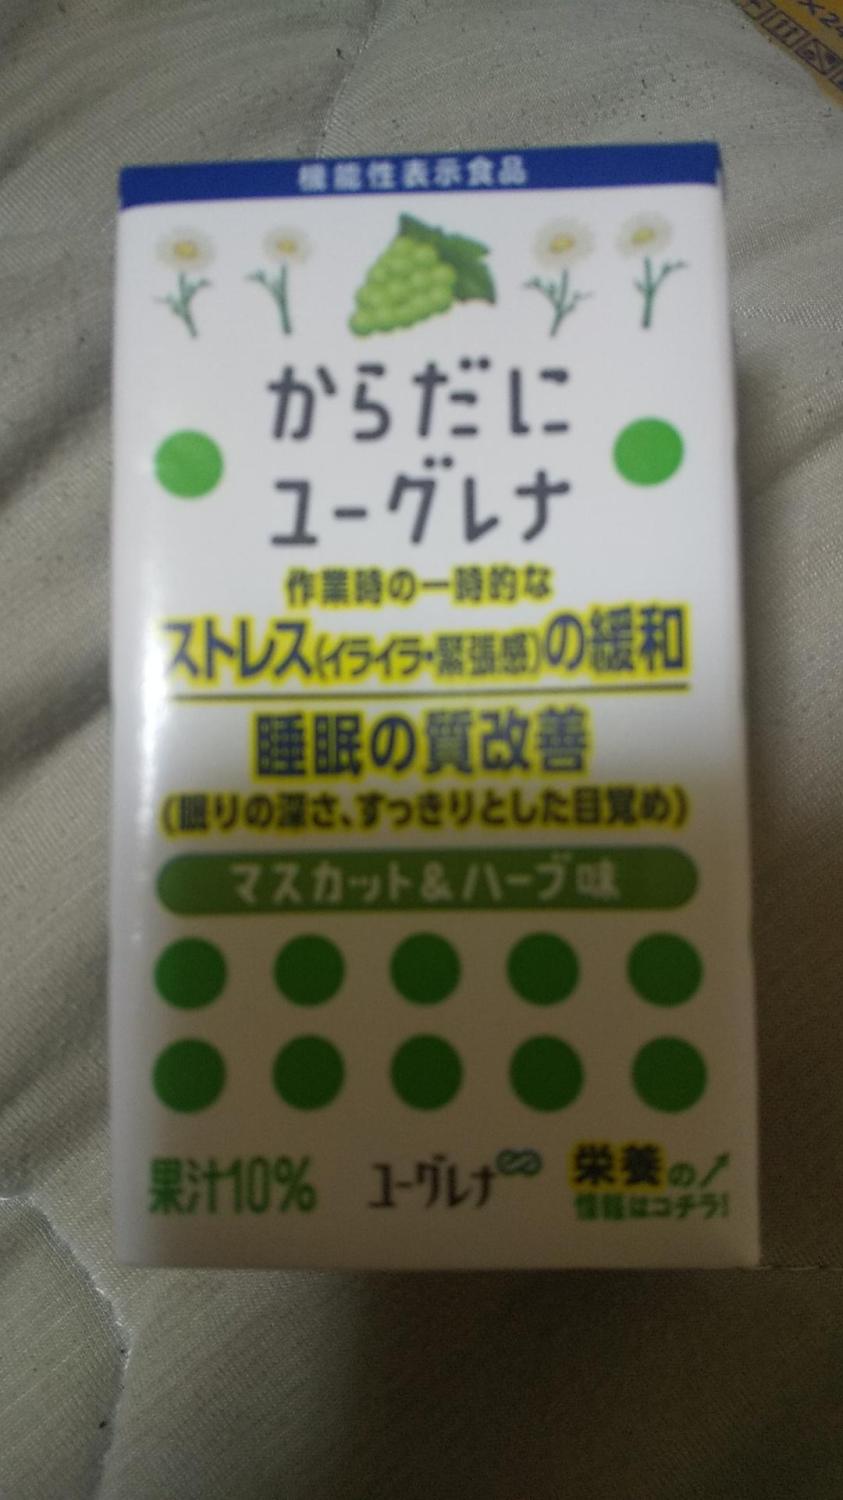 機能性表示食品
からだに
ユーグレナ
作業時の一時的な
ストレス(イライラ・緊張感)の緩和
睡眠の質改善
(眠りの深さ、すっきりとした目覚め)
マスカット&ハーブ味
果汁10%
ユーグレナ
栄養の
情報はコチラ!
×24